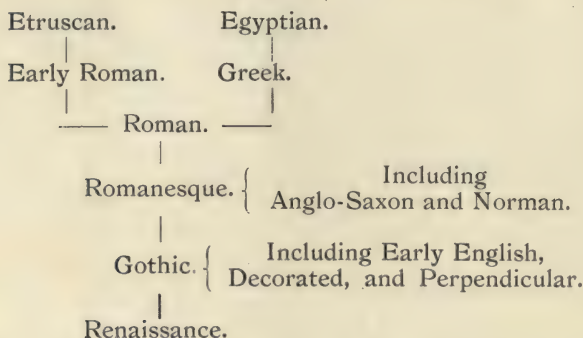 Etruscan. Egyptian.
Early Roman. Greek.
Roman.
Romanesque. { Including
Anglo-Saxon and Norman.
Gothic. { Including Early English,
Decorated, and Perpendicular.
Renaissance.